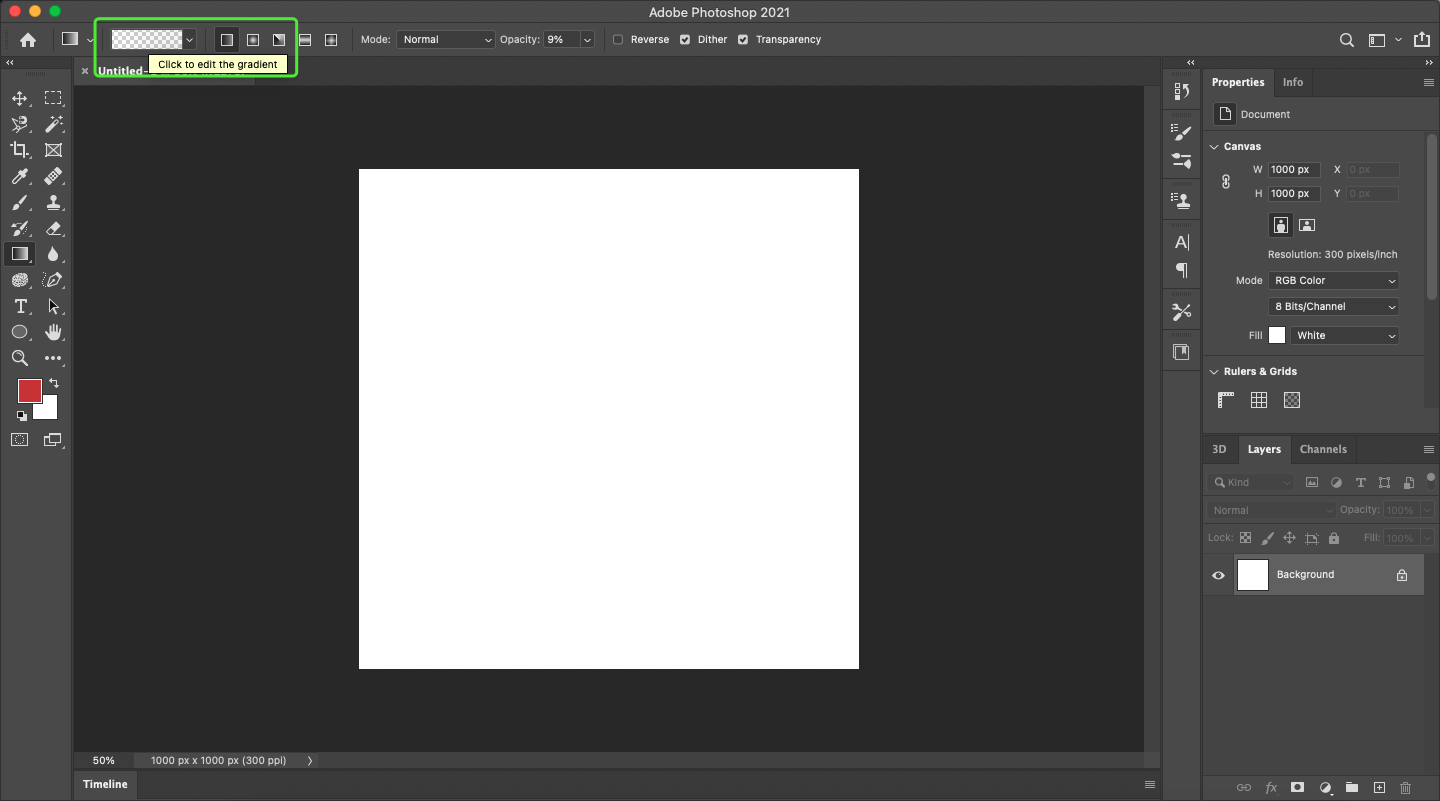 Adobe Photoshop 2021
Mode: Normal Opacity: 9% Reverse Dither Transparency
Click to edit the gradient
Untitled-
Properties Info
Document
Canvas
W 1000 px X 0 px
H 1000 px Y 0 px
Resolution: 300 pixels/inch
Mode RGB Color
8 Bits/Channel
Fill White
Rulers & Grids
3D Layers Channels
Kind
Normal Opacity: 100%
Lock: Fill: 100%
Background
50% 1000 px x 1000 px (300 ppi)
Timeline